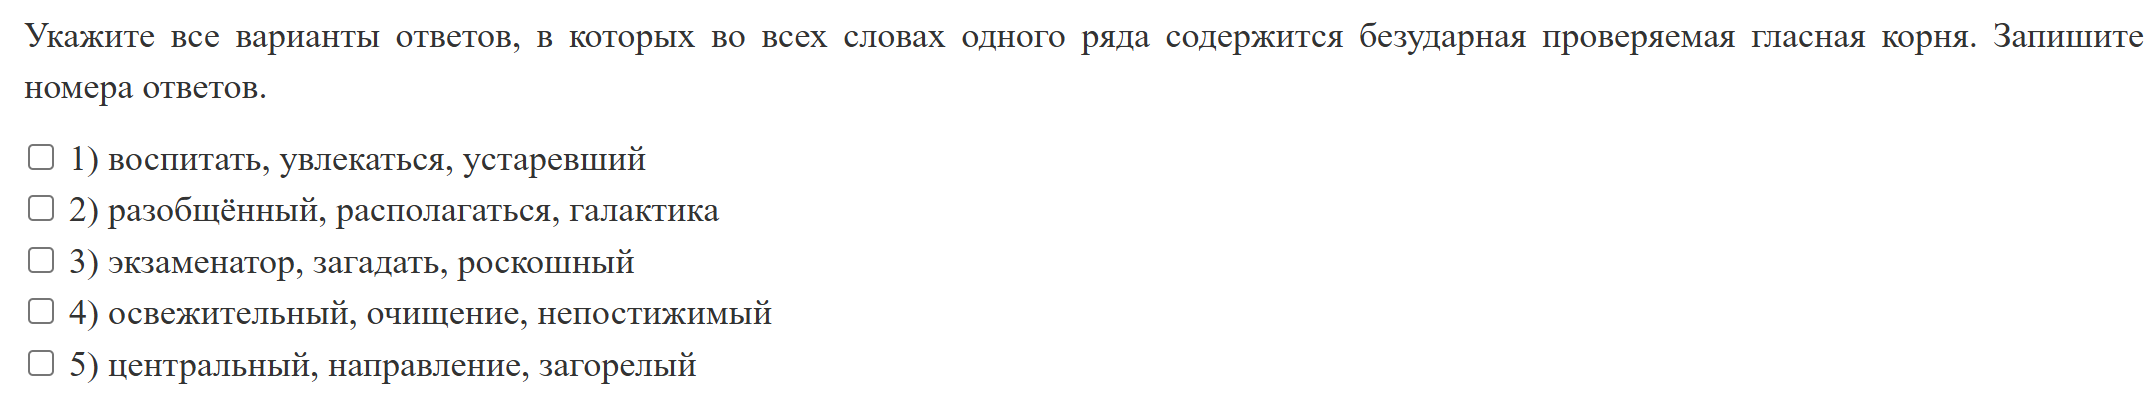 Укажите все варианты ответов, в которых во всех словах одного ряда содержится безударная проверяемая гласная корня. Запишите
номера ответов.
1) воспитать, увлекаться, устаревший
2) разобщённый, располагаться, галактика
3) экзаменатор, загадать, роскошный
4) освежительный, очищение, непостижимый
5) центральный, направление, загорелый